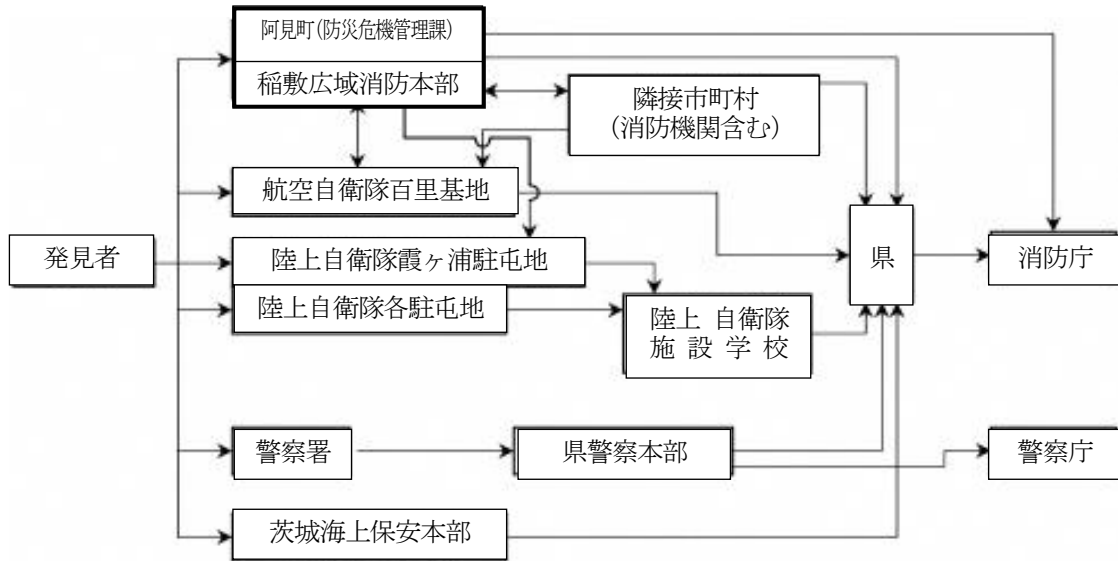 阿見町(防災危機管理課)
稲敷広域消防本部
隣接市町村
(消防機関含む)
航空自衛隊百里基地
発見者
陸上自衛隊霞ヶ浦駐屯地
県
消防庁
陸上自衛隊各駐屯地
陸上 自衛隊
施 設 学 校
警察署
県警察本部
警察庁
茨城海上保安本部